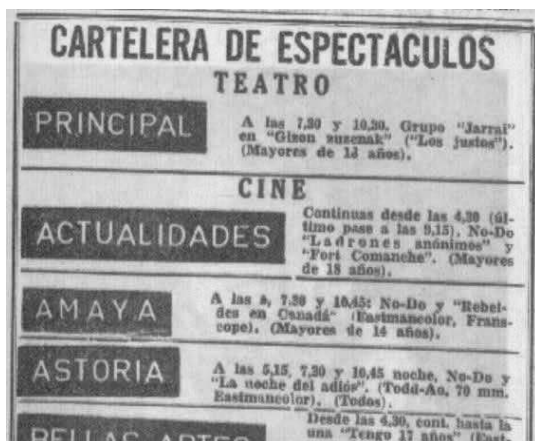 CARTELERA DE ESPECTACULOS
TEATRO
PRINCIPAL
A las 7,30 y 10,30, Grupo "Jarrai"
en "Gizon zuzenak" ("Los justos").
(Mayores de 18 años).
CINE
ACTUALIDADES
Continuas desde las 4,30 (úl-
timo pase a las 9,15). No-Do
"Ladrones anónimos" y
"Fort Comanche". (Mayores
de 18 años).
AMAYA
A las 5, 7,30 y 10,45: No-Do y "Rebel-
des en Canadá" (Eastmancolor, Frans-
cope). (Mayores de 14 años).
ASTORIA
A las 5,15, 7,30 y 10,45 noche, No-Do y
"La noche del adiós". (Todd-Ao, 70 mm.
Eastmancolor). (Todos).
BELLAS ARTES
Desde las 4,30, cont. hasta la
una "Tengo 17 años"